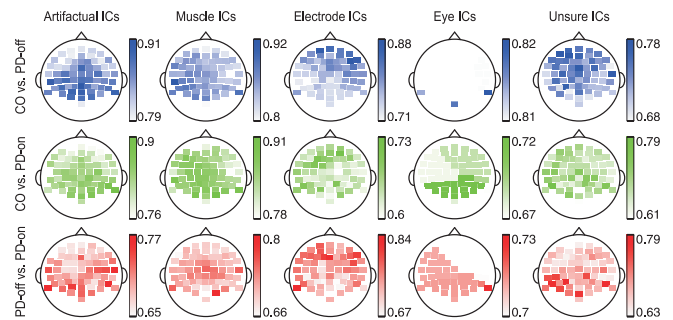 Artifactual ICs Muscle ICs Electrode ICs Eye ICs Unsure ICs
CO vs. PD-off
0.91 0.92 0.88 0.82 0.78
0.79 0.8 0.71 0.81 0.68
CO vs. PD-on
0.9 0.91 0.73 0.72 0.79
0.76 0.78 0.6 0.67 0.61
PD-off vs. PD-on
0.77 0.8 0.84 0.73 0.79
0.65 0.66 0.67 0.7 0.63